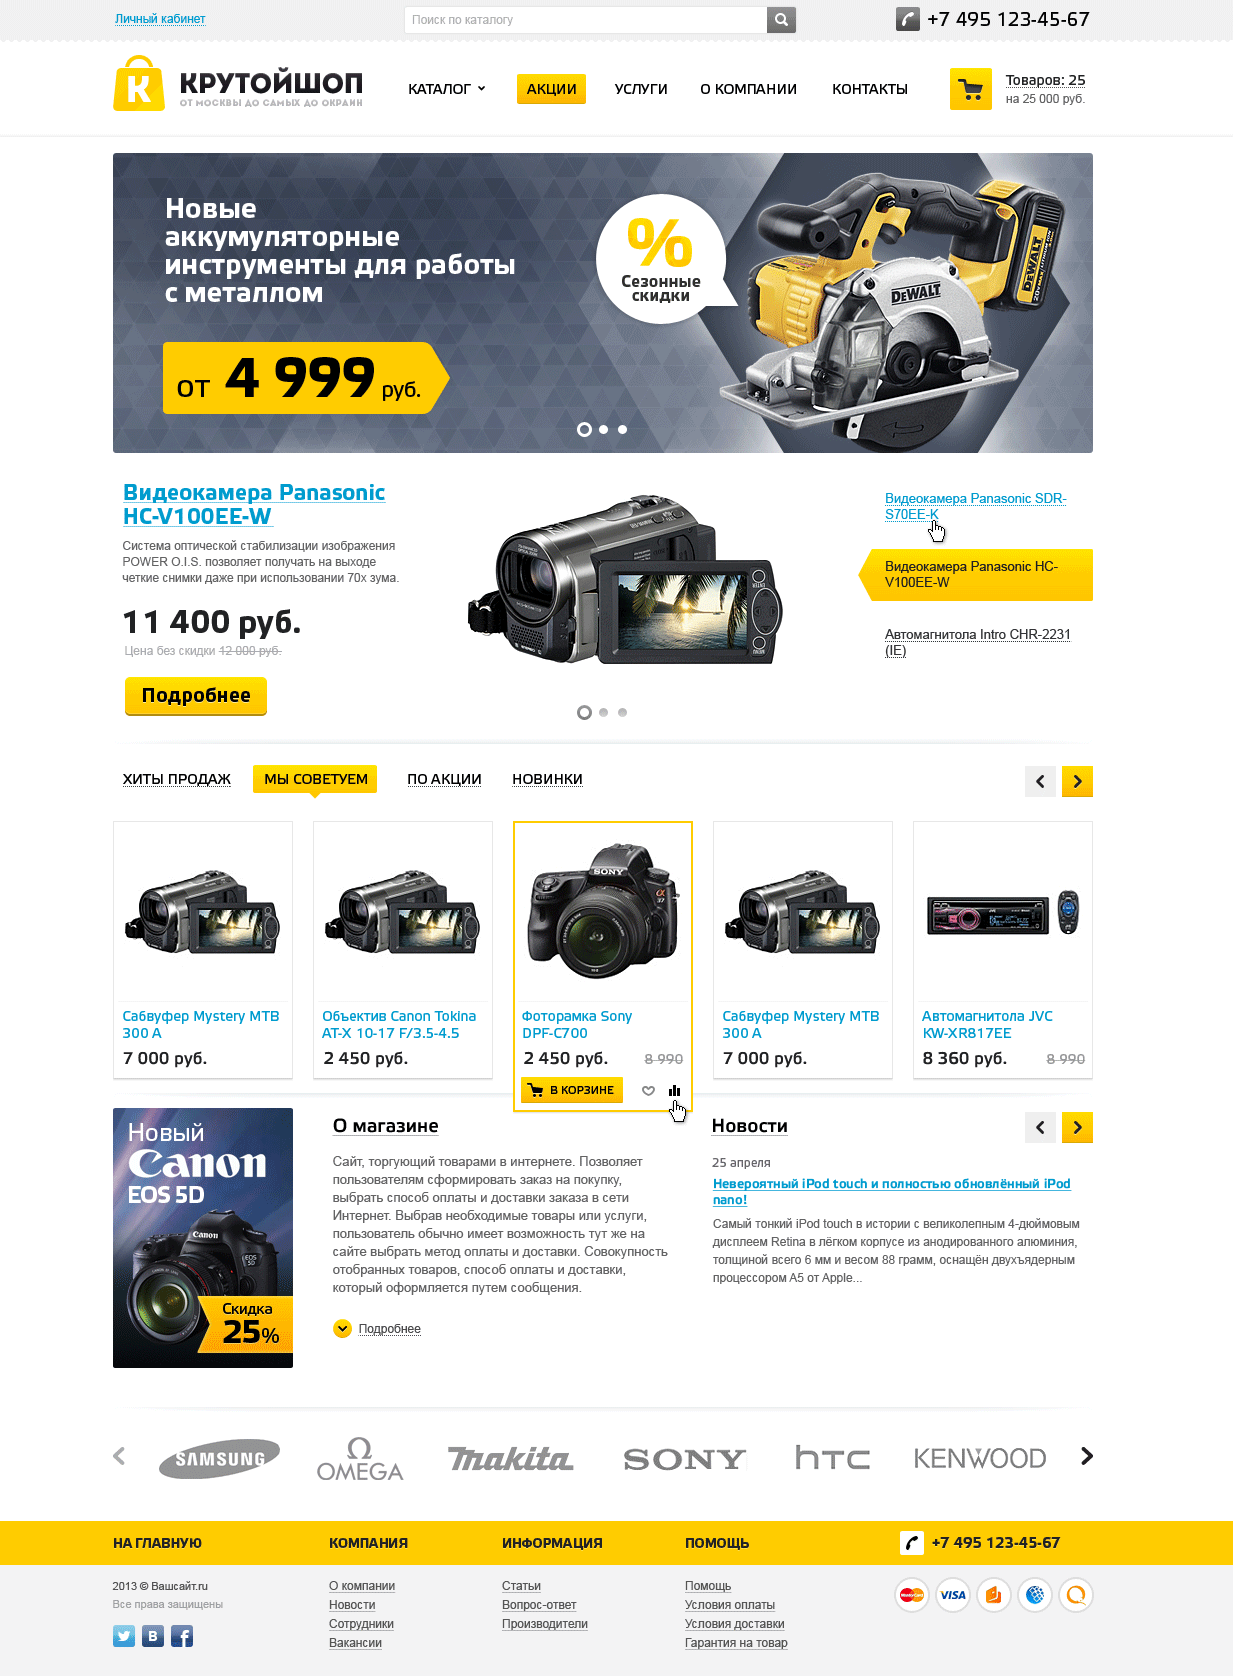 Личный кабинет
Поиск по каталогу
+7 495 123-45-67
К
КРУТОЙШОП
ОТ МОСКВЫ ДО САМЫХ ДО ОКРАИН
КАТАЛОГ
АКЦИИ
УСЛУГИ
О КОМПАНИИ
КОНТАКТЫ
Товаров: 25
на 25 000 руб.
Новые
аккумуляторные
инструменты для работы
с металлом
от 4 999 руб.
%
Сезонные
скидки
DEWALT
DEWALT
Видеокамера Panasonic
HC-V100EE-W
Система оптической стабилизации изображения
POWER O.I.S. позволяет получать на выходе
четкие снимки даже при использовании 70x зума.
11 400 руб.
Цена без скидки 12 000 руб.
Подробнее
Видеокамера Panasonic SDR-
S70EE-K
Видеокамера Panasonic HC-
V100EE-W
Автомагнитола Intro CHR-2231
(IE)
ХИТЫ ПРОДАЖ
МЫ СОВЕТУЕМ
ПО АКЦИИ
НОВИНКИ
Сабвуфер Mystery MTB
300 A
7 000 руб.
Объектив Canon Tokina
AT-X 10-17 F/3.5-4.5
2 450 руб.
SONY
α
37
Фоторамка Sony
DPF-C700
2 450 руб.
8 990
В КОРЗИНЕ
Сабвуфер Mystery MTB
300 A
7 000 руб.
Автомагнитола JVC
KW-XR817EE
8 360 руб.
8 990
Новый
Canon
EOS 5D
Canon
EOS
5D
Скидка
25%
О магазине
Сайт, торгующий товарами в интернете. Позволяет
пользователям сформировать заказ на покупку,
выбрать способ оплаты и доставки заказа в сети
Интернет. Выбрав необходимые товары или услуги,
пользователь обычно имеет возможность тут же на
сайте выбрать метод оплаты и доставки. Совокупность
отобранных товаров, способ оплаты и доставки,
который оформляется путем сообщения.
Подробнее
Новости
25 апреля
Невероятный iPod touch и полностью обновлённый iPod
nano!
Самый тонкий iPod touch в истории с великолепным 4-дюймовым
дисплеем Retina в лёгком корпусе из анодированного алюминия,
толщиной всего 6 мм и весом 88 грамм, оснащён двухъядерным
процессором A5 от Apple...
SAMSUNG
Ω
OMEGA
makita
SONY
hTC
KENWOOD
НА ГЛАВНУЮ
КОМПАНИЯ
ИНФОРМАЦИЯ
ПОМОЩЬ
+7 495 123-45-67
2013 © Вашсайт.ru
Все права защищены
О компании
Новости
Сотрудники
Вакансии
Статьи
Вопрос-ответ
Производители
Помощь
Условия оплаты
Условия доставки
Гарантия на товар
MasterCard
VISA